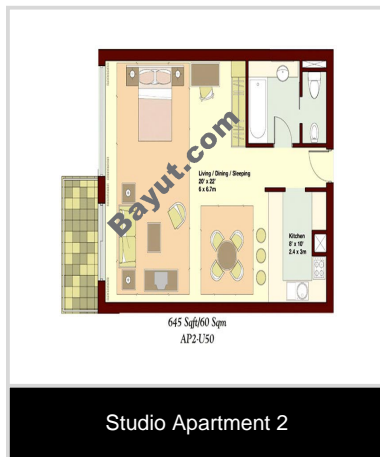 Bayut.com
Living / Dining / Sleeping
20' x 22'
6 x 6.7m
Kitchen
8' x 10'
2.4 x 3m
645 Sqft/60 Sqm
AP2-U50
Studio Apartment 2